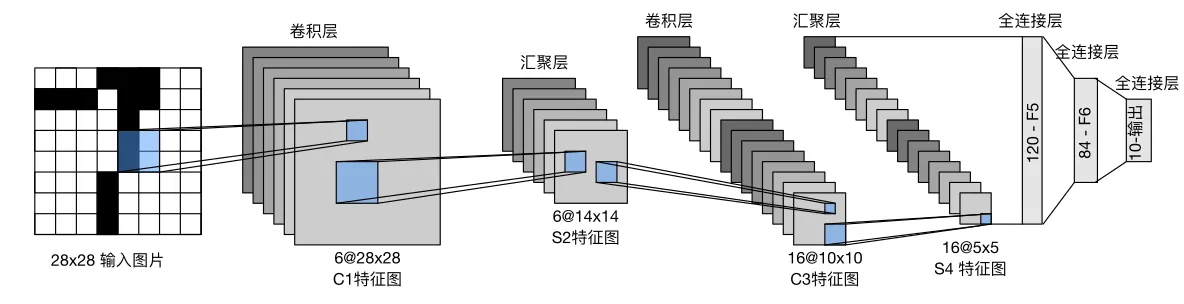 卷积层
汇聚层
卷积层
汇聚层
全连接层
全连接层
全连接层
120 - F5
84 - F6
10-输出
28x28 输入图片
6@28x28
C1特征图
6@14x14
S2特征图
16@10x10
C3特征图
16@5x5
S4 特征图